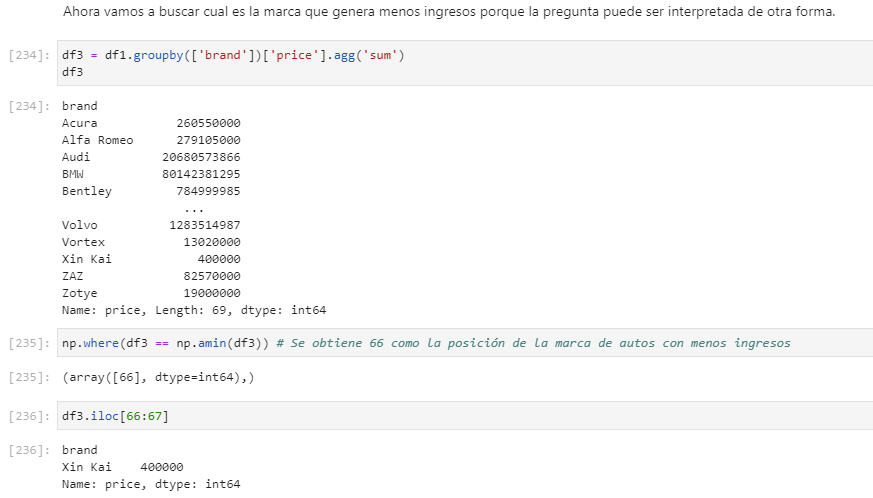 Ahora vamos a buscar cual es la marca que genera menos ingresos porque la pregunta puede ser interpretada de otra forma.
[234]: df3 = df1.groupby(['brand'])['price'].agg('sum')
df3
[234]: brand
Acura 260550000
Alfa Romeo 279105000
Audi 20680573866
BMW 80142381295
Bentley 784999985
...
Volvo 1283514987
Vortex 13020000
Xin Kai 400000
ZAZ 82570000
Zotye 19000000
Name: price, Length: 69, dtype: int64
[235]: np.where(df3 == np.amin(df3)) # Se obtiene 66 como la posición de la marca de autos con menos ingresos
[235]: (array([66], dtype=int64),)
[236]: df3.iloc[66:67]
[236]: brand
Xin Kai 400000
Name: price, dtype: int64